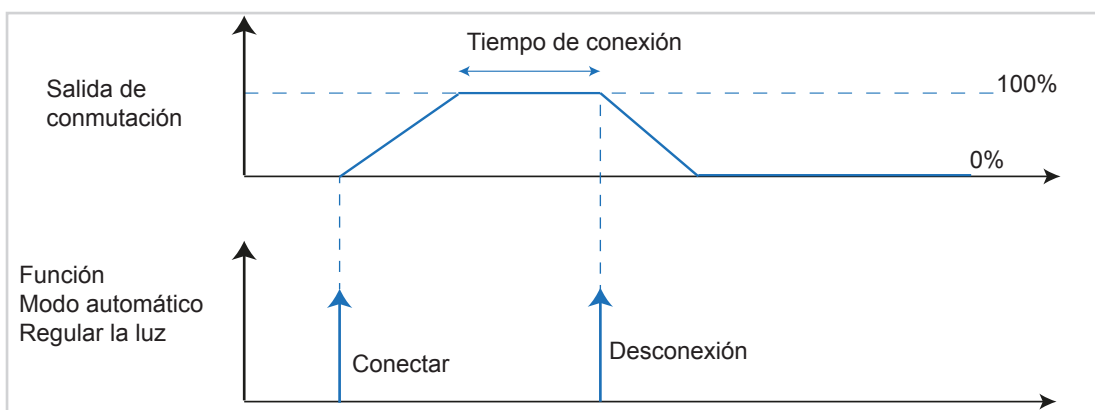 Tiempo de conexión
Salida de
conmutación
100%
0%
Función
Modo automático
Regular la luz
Conectar
Desconexión